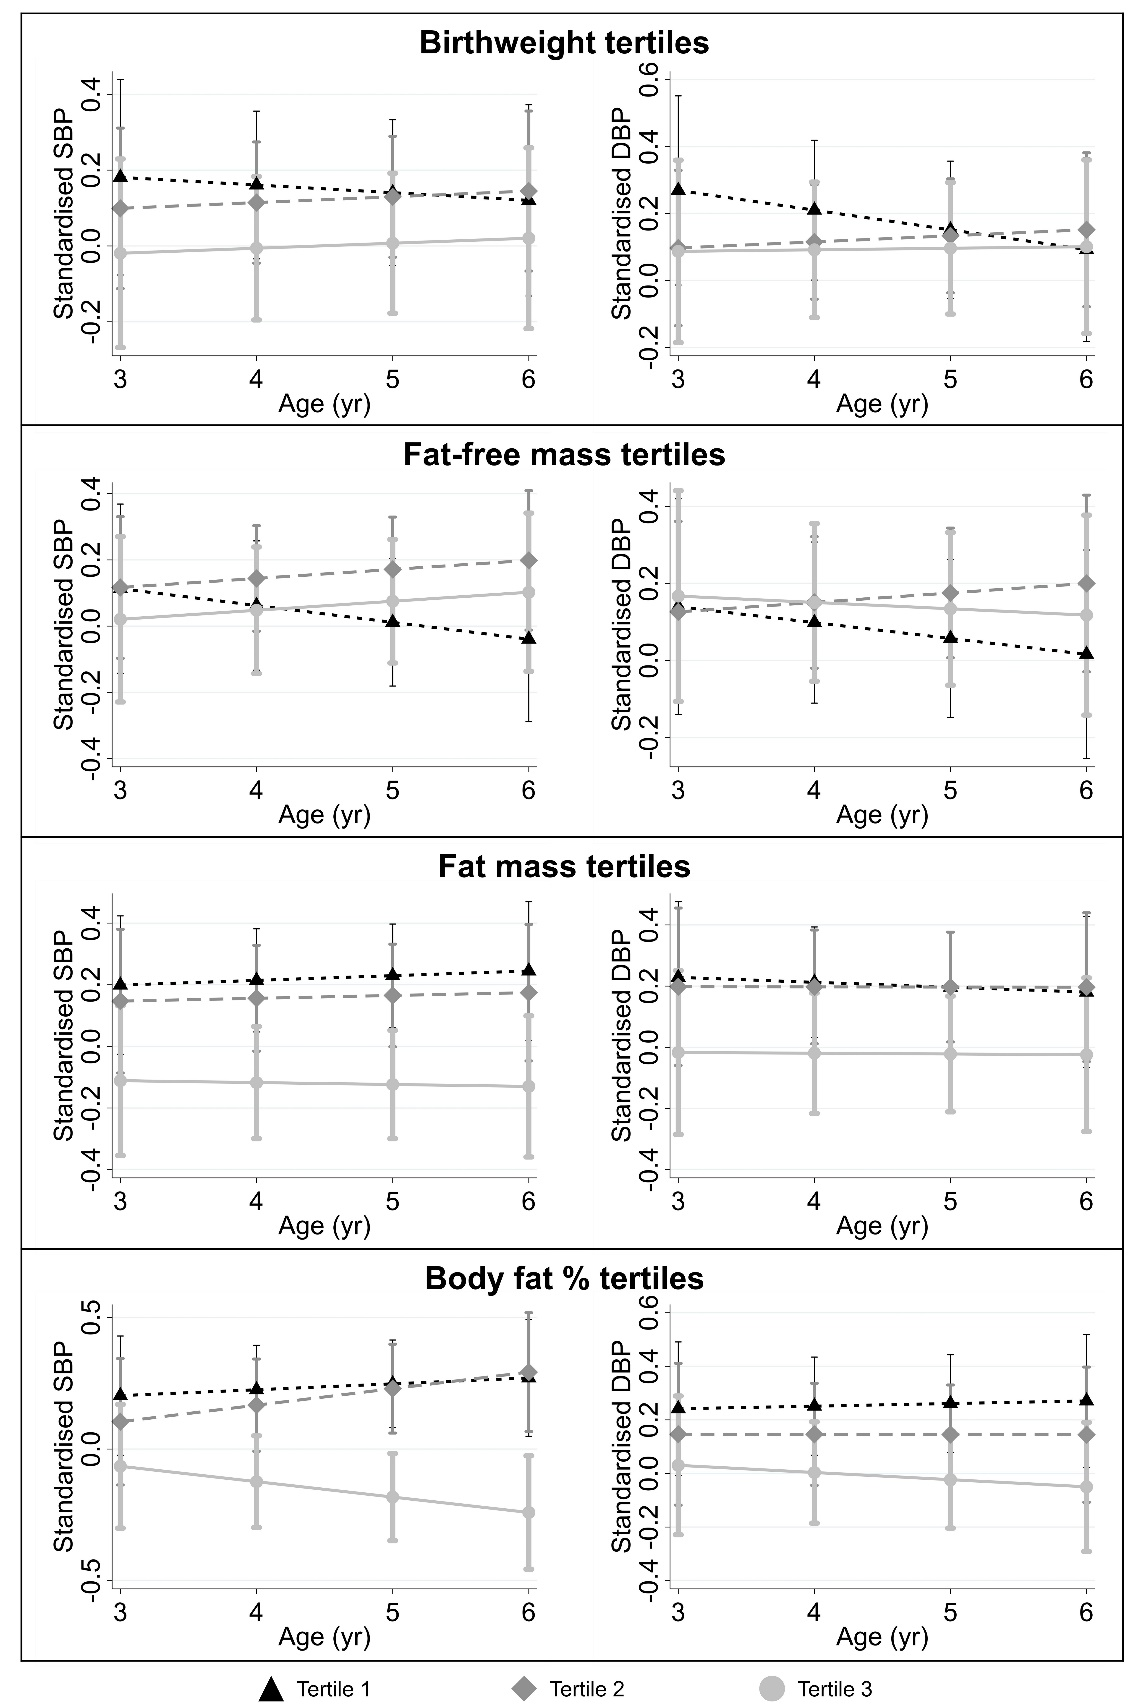 Birthweight tertiles
Standardised SBP
0.4
0.2
0.0
-0.2
3 4 5 6
Age (yr)
Standardised DBP
0.6
0.4
0.2
0.0
-0.2
3 4 5 6
Age (yr)
Fat-free mass tertiles
Standardised SBP
0.4
0.2
0.0
-0.2
-0.4
3 4 5 6
Age (yr)
Standardised DBP
0.4
0.2
0.0
-0.2
3 4 5 6
Age (yr)
Fat mass tertiles
Standardised SBP
0.4
0.2
0.0
-0.2
-0.4
3 4 5 6
Age (yr)
Standardised DBP
0.4
0.2
0.0
-0.2
-0.4
3 4 5 6
Age (yr)
Body fat % tertiles
Standardised SBP
0.5
0.0
-0.5
3 4 5 6
Age (yr)
Standardised DBP
0.6
0.4
0.2
0.0
-0.2
-0.4
3 4 5 6
Age (yr)
Tertile 1 Tertile 2 Tertile 3